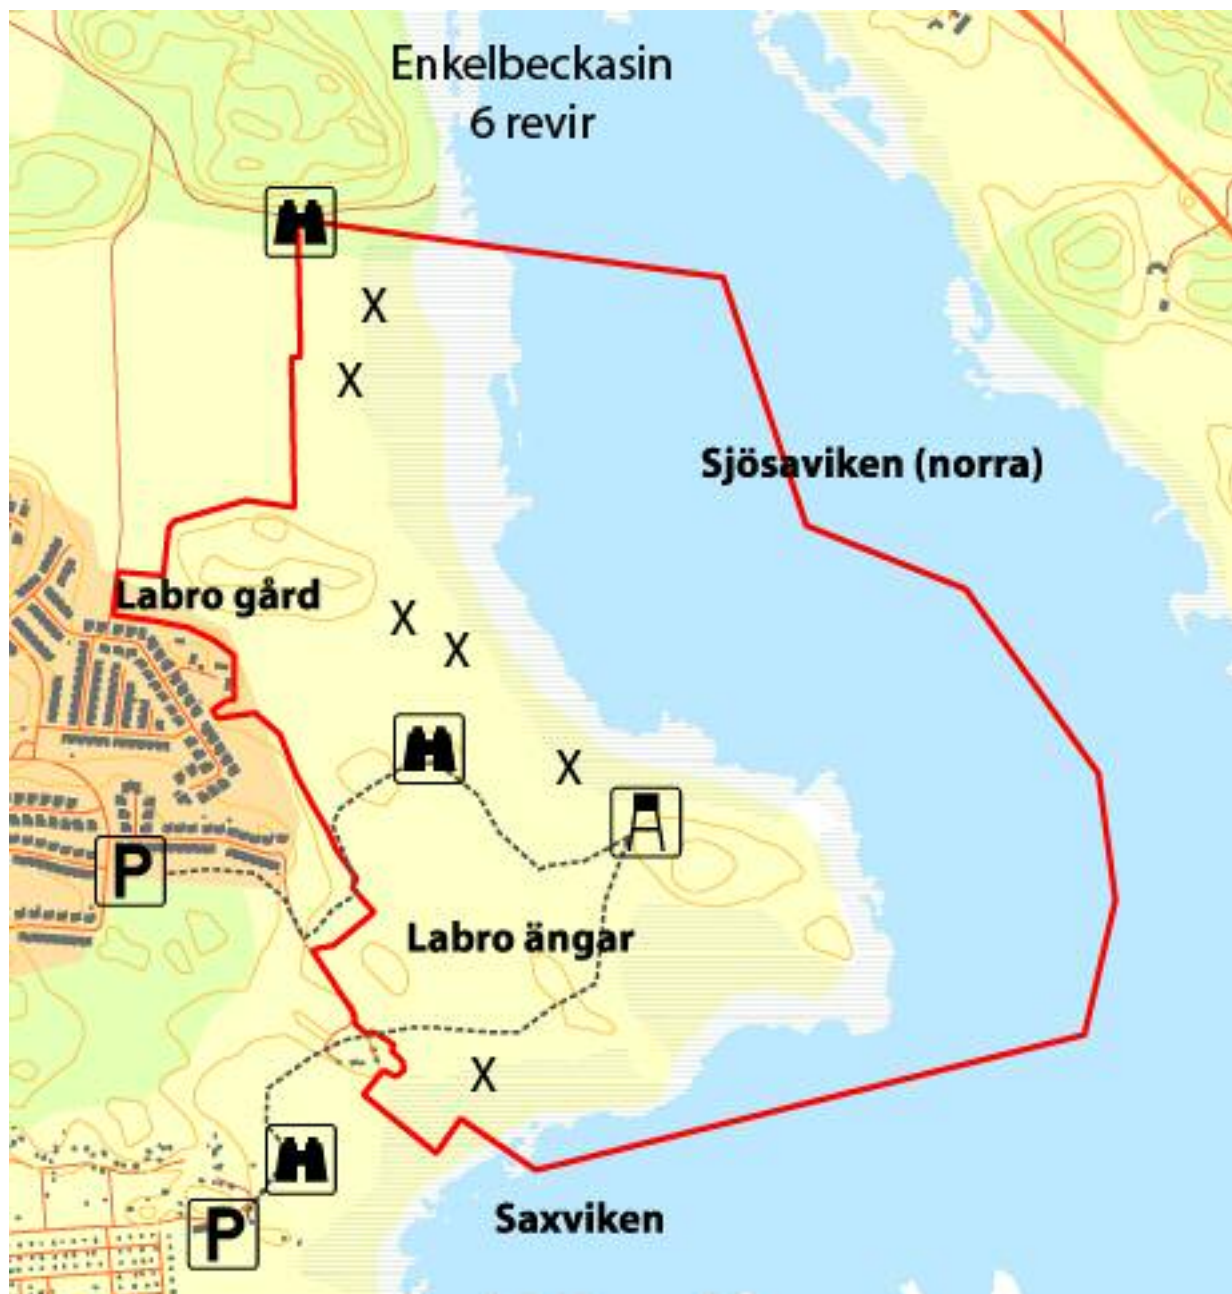 Enkelbeckasin
6 revir
X
X
Sjösaviken (norra)
Labro gård
X
X
X
P
Labro ängar
X
P
Saxviken